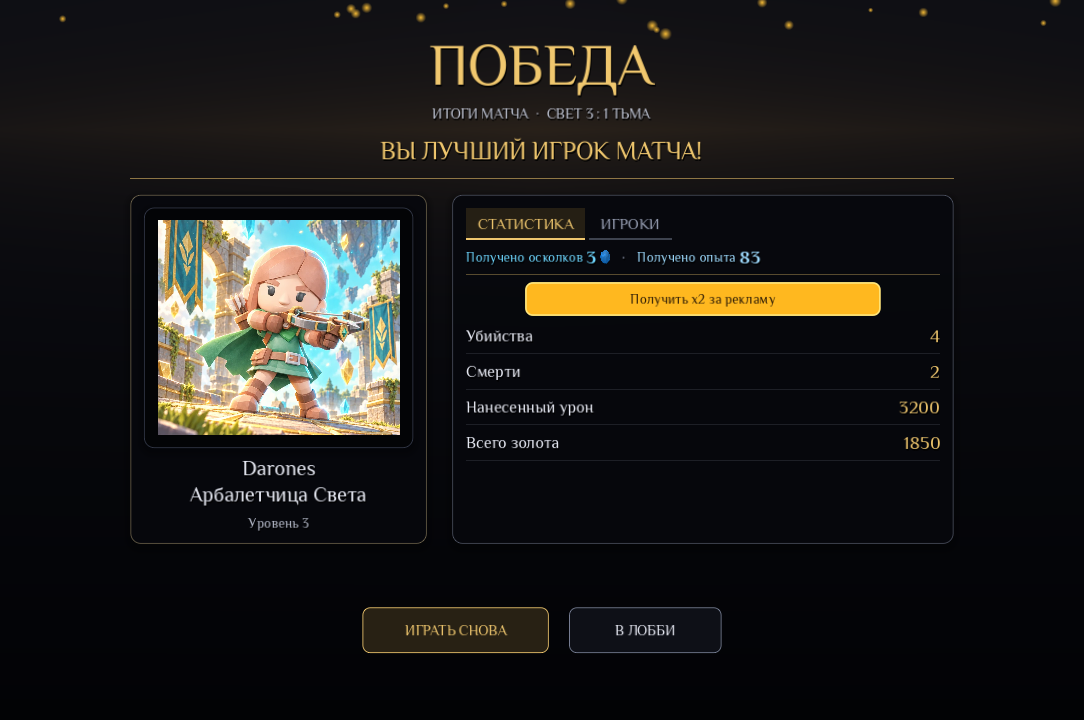 ПОБЕДА
ИТОГИ МАТЧА · СВЕТ 3 : 1 ТЬМА
ВЫ ЛУЧШИЙ ИГРОК МАТЧА!
Darones
Арбалетчица Света
Уровень 3
СТАТИСТИКА ИГРОКИ
Получено осколков 3 · Получено опыта 83
Получить x2 за рекламу
Убийства 4
Смерти 2
Нанесенный урон 3200
Всего золота 1850
ИГРАТЬ СНОВА В ЛОББИ